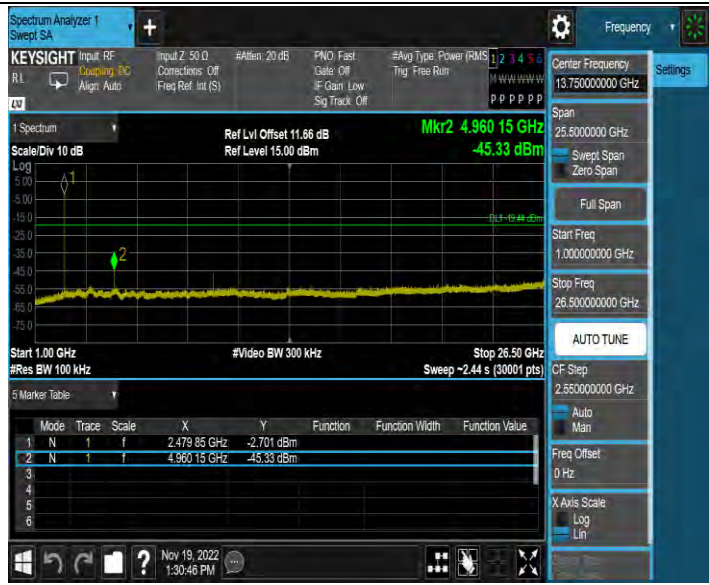 Spectrum Analyzer 1
Swept SA
+
Frequency
KEYSIGHT
Input: RF
Coupling: DC
Align: Auto
Input Z: 50 Ω
Corrections: Off
Freq Ref: Int (S)
#Atten: 20 dB
PNO: Fast
Gate: Off
IF Gain: Low
Sig Track: Off
#Avg Type: Power (RMS
Trig: Free Run
1 2 3 4 5 6
M W W W W W
P P P P P P
RL
LXI
1 Spectrum
Scale/Div 10 dB
Ref Lvl Offset 11.66 dB
Ref Level 15.00 dBm
Mkr2 4.960 15 GHz
-45.33 dBm
Log
5.00
-5.00
-15.0
-25.0
-35.0
-45.0
-55.0
-65.0
-75.0
1
2
DL1 -19.44 dBm
Start 1.00 GHz
#Res BW 100 kHz
#Video BW 300 kHz
Stop 26.50 GHz
Sweep ~2.44 s (30001 pts)
5 Marker Table
Mode Trace Scale X Y Function Function Width Function Value
1 N 1 f 2.479 85 GHz -2.701 dBm
2 N 1 f 4.960 15 GHz -45.33 dBm
3
4
5
6
Nov 19, 2022
1:30:46 PM
?
Center Frequency
13.750000000 GHz
Settings
Span
25.5000000 GHz
Swept Span
Zero Span
Full Span
Start Freq
1.000000000 GHz
Stop Freq
26.500000000 GHz
AUTO TUNE
CF Step
2.550000000 GHz
Auto
Man
Freq Offset
0 Hz
X Axis Scale
Log
Lin